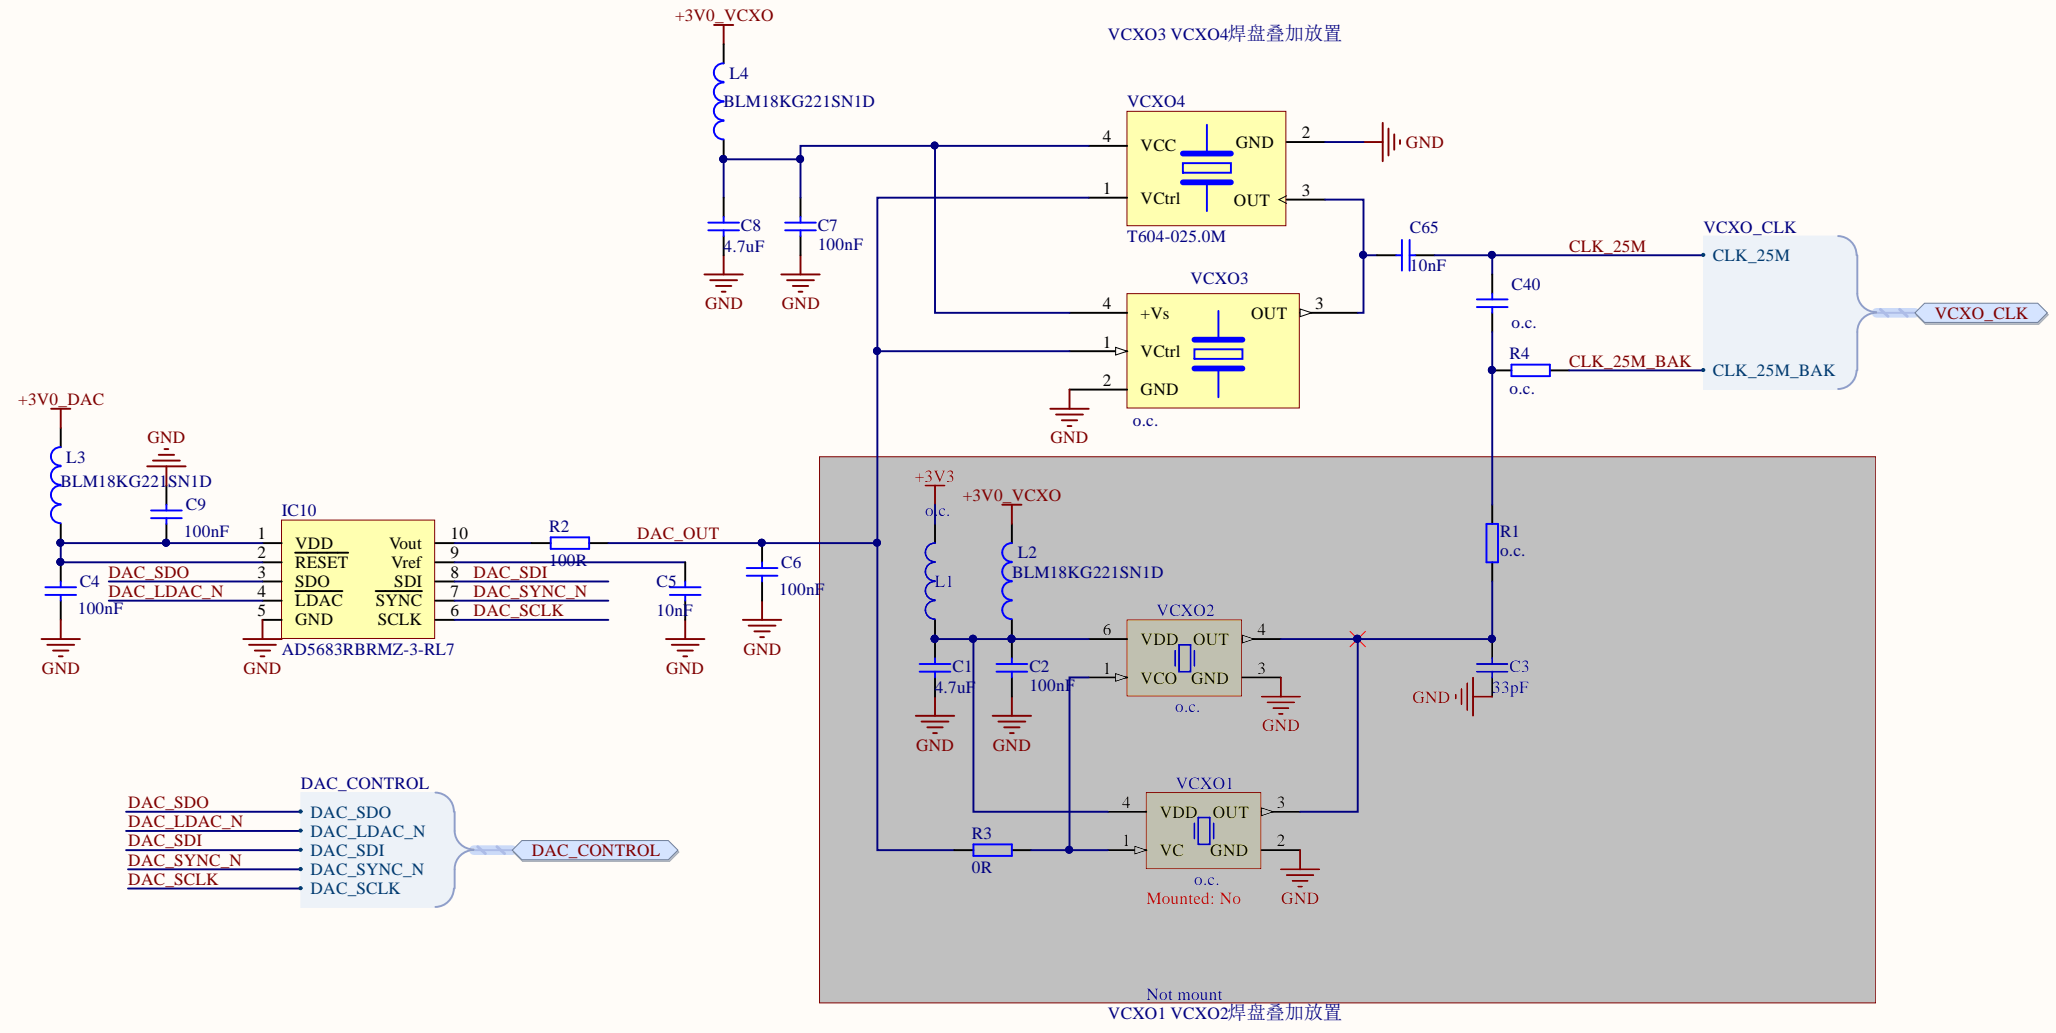 +3V0_VCXO
VCXO3 VCXO4焊盘叠加放置
L4
BLM18KG221SN1D
C8
4.7uF
C7
100nF
GND
GND
VCXO4
4
VCC
GND
2
GND
1
VCtrl
OUT
3
T604-025.0M
VCXO3
4
+Vs
OUT
3
1
VCtrl
2
GND
GND
o.c.
C65
10nF
CLK_25M
C40
o.c.
R4
o.c.
CLK_25M_BAK
VCXO_CLK
CLK_25M
CLK_25M_BAK
VCXO_CLK
+3V0_DAC
GND
L3
BLM18KG221SN1D
C9
100nF
C4
100nF
GND
IC10
1
VDD
Vout
10
2
RESET
Vref
9
DAC_SDO
3
SDO
SDI
8
DAC_SDI
DAC_LDAC_N
4
LDAC
SYNC
7
DAC_SYNC_N
5
GND
SCLK
6
DAC_SCLK
GND
AD5683RBRMZ-3-RL7
R2
100R
DAC_OUT
C5
10nF
GND
C6
100nF
GND
+3V3
o.c.
L1
+3V0_VCXO
L2
BLM18KG221SN1D
C1
4.7uF
GND
C2
100nF
GND
VCXO2
6
VDD
OUT
4
1
VCO
GND
3
o.c.
GND
R1
o.c.
C3
33pF
GND
VCXO1
4
VDD
OUT
3
1
VC
GND
2
o.c.
Mounted: No
GND
R3
0R
Not mount
VCXO1 VCXO2焊盘叠加放置
DAC_CONTROL
DAC_SDO
DAC_SDO
DAC_LDAC_N
DAC_LDAC_N
DAC_SDI
DAC_SDI
DAC_SYNC_N
DAC_SYNC_N
DAC_SCLK
DAC_SCLK
DAC_CONTROL